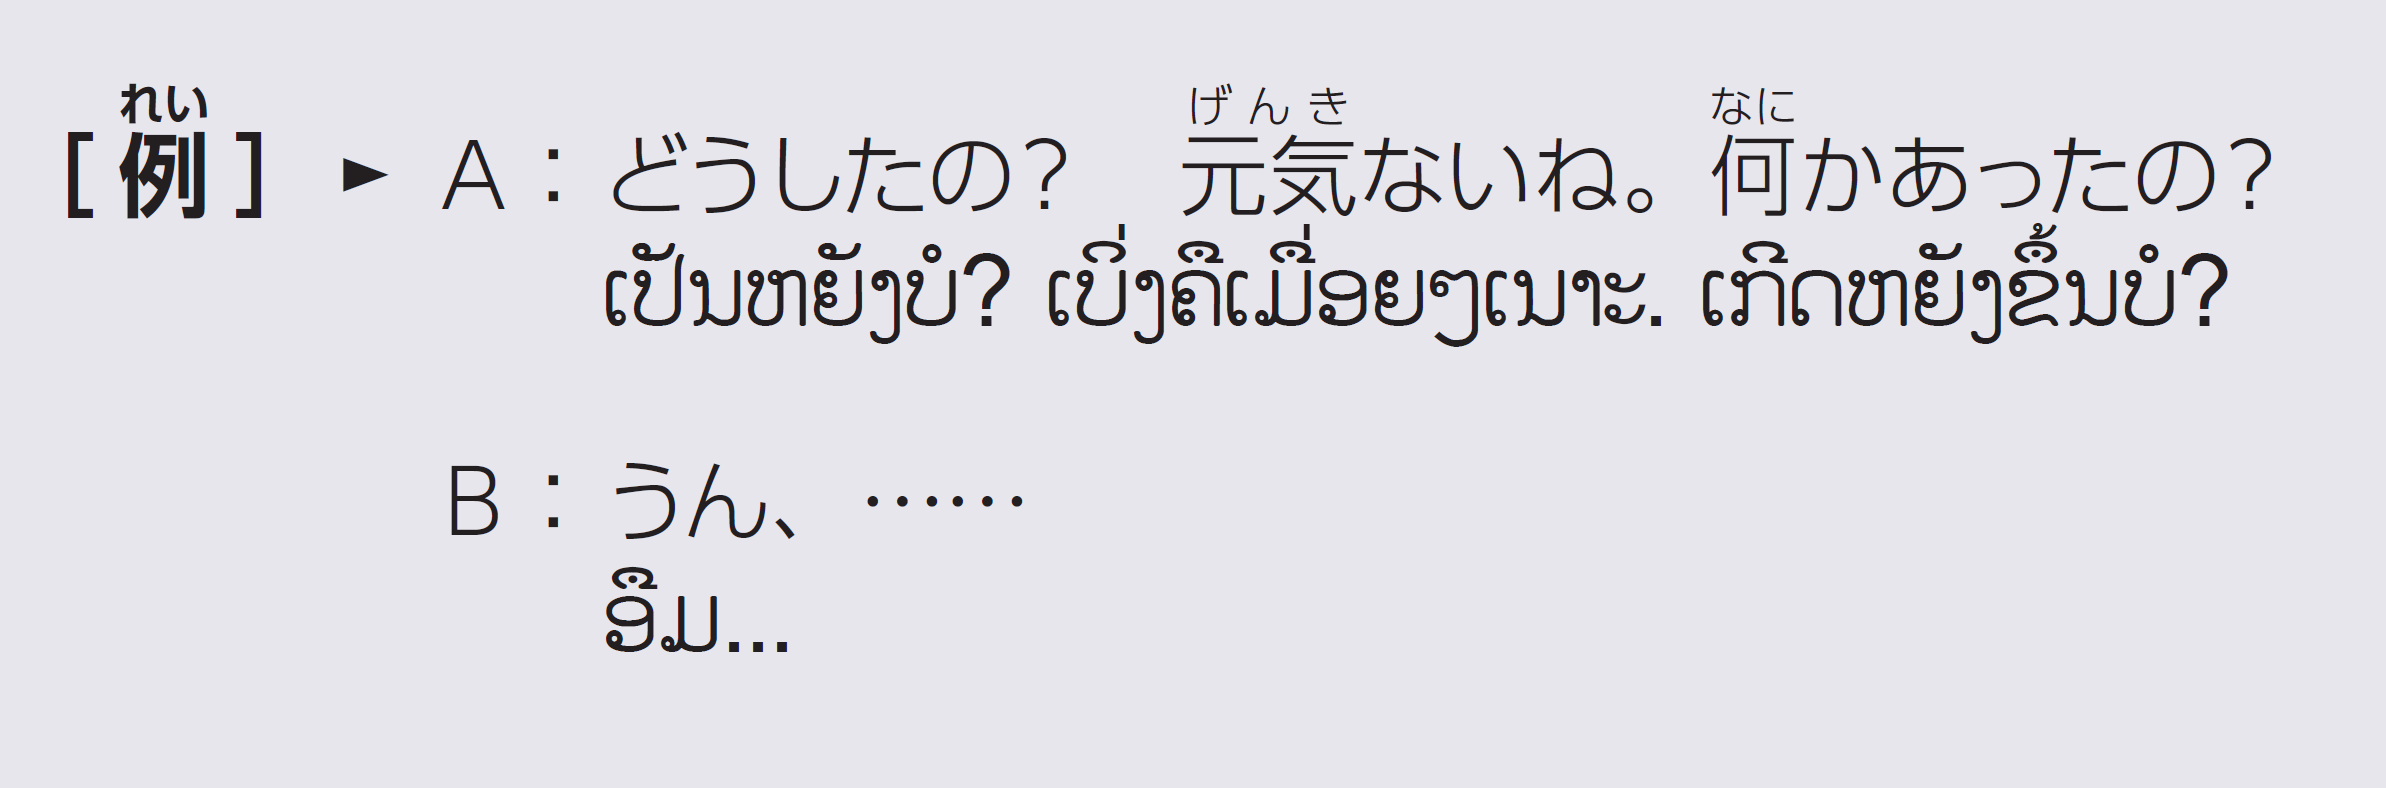 れい げんき なに
[例] ► A：どうしたの？ 元気ないね。何かあったの？
ເປັນຫຍັງບໍ? ເບິ່ງຄືເມື່ອຍໆເນາະ. ເກີດຫຍັງຂຶ້ນບໍ?
B：うん、……
ອືມ...